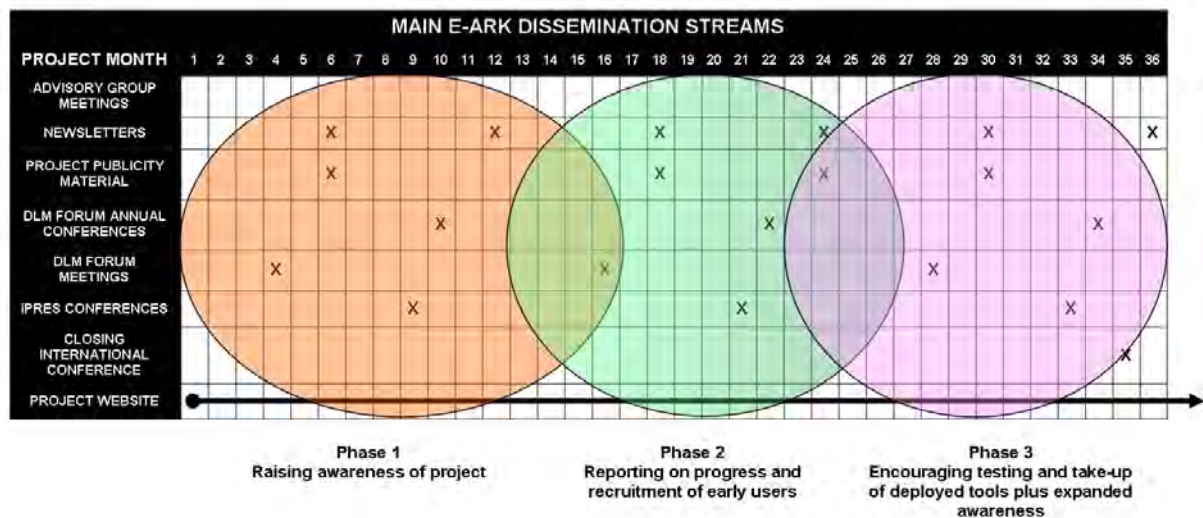 MAIN E-ARK DISSEMINATION STREAMS
PROJECT MONTH 1 2 3 4 5 6 7 8 9 10 11 12 13 14 15 16 17 18 19 20 21 22 23 24 25 26 27 28 29 30 31 32 33 34 35 36
ADVISORY GROUP
MEETINGS
NEWSLETTERS X X X X X X
PROJECT PUBLICITY
MATERIAL X X X X
DLM FORUM ANNUAL
CONFERENCES X X X
DLM FORUM
MEETINGS X X X
IPRES CONFERENCES X X X
CLOSING
INTERNATIONAL
CONFERENCE X
PROJECT WEBSITE
Phase 1
Raising awareness of project
Phase 2
Reporting on progress and
recruitment of early users
Phase 3
Encouraging testing and take-up
of deployed tools plus expanded
awareness